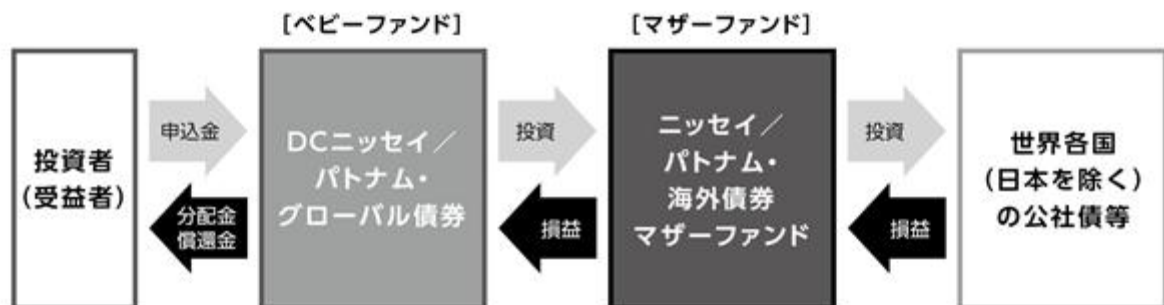 [ベビーファンド]
[マザーファンド]
投資者
(受益者)
申込金
分配金
償還金
DCニッセイ／
パトナム・
グローバル債券
投資
損益
ニッセイ／
パトナム・
海外債券
マザーファンド
投資
損益
世界各国
(日本を除く)
の公社債等